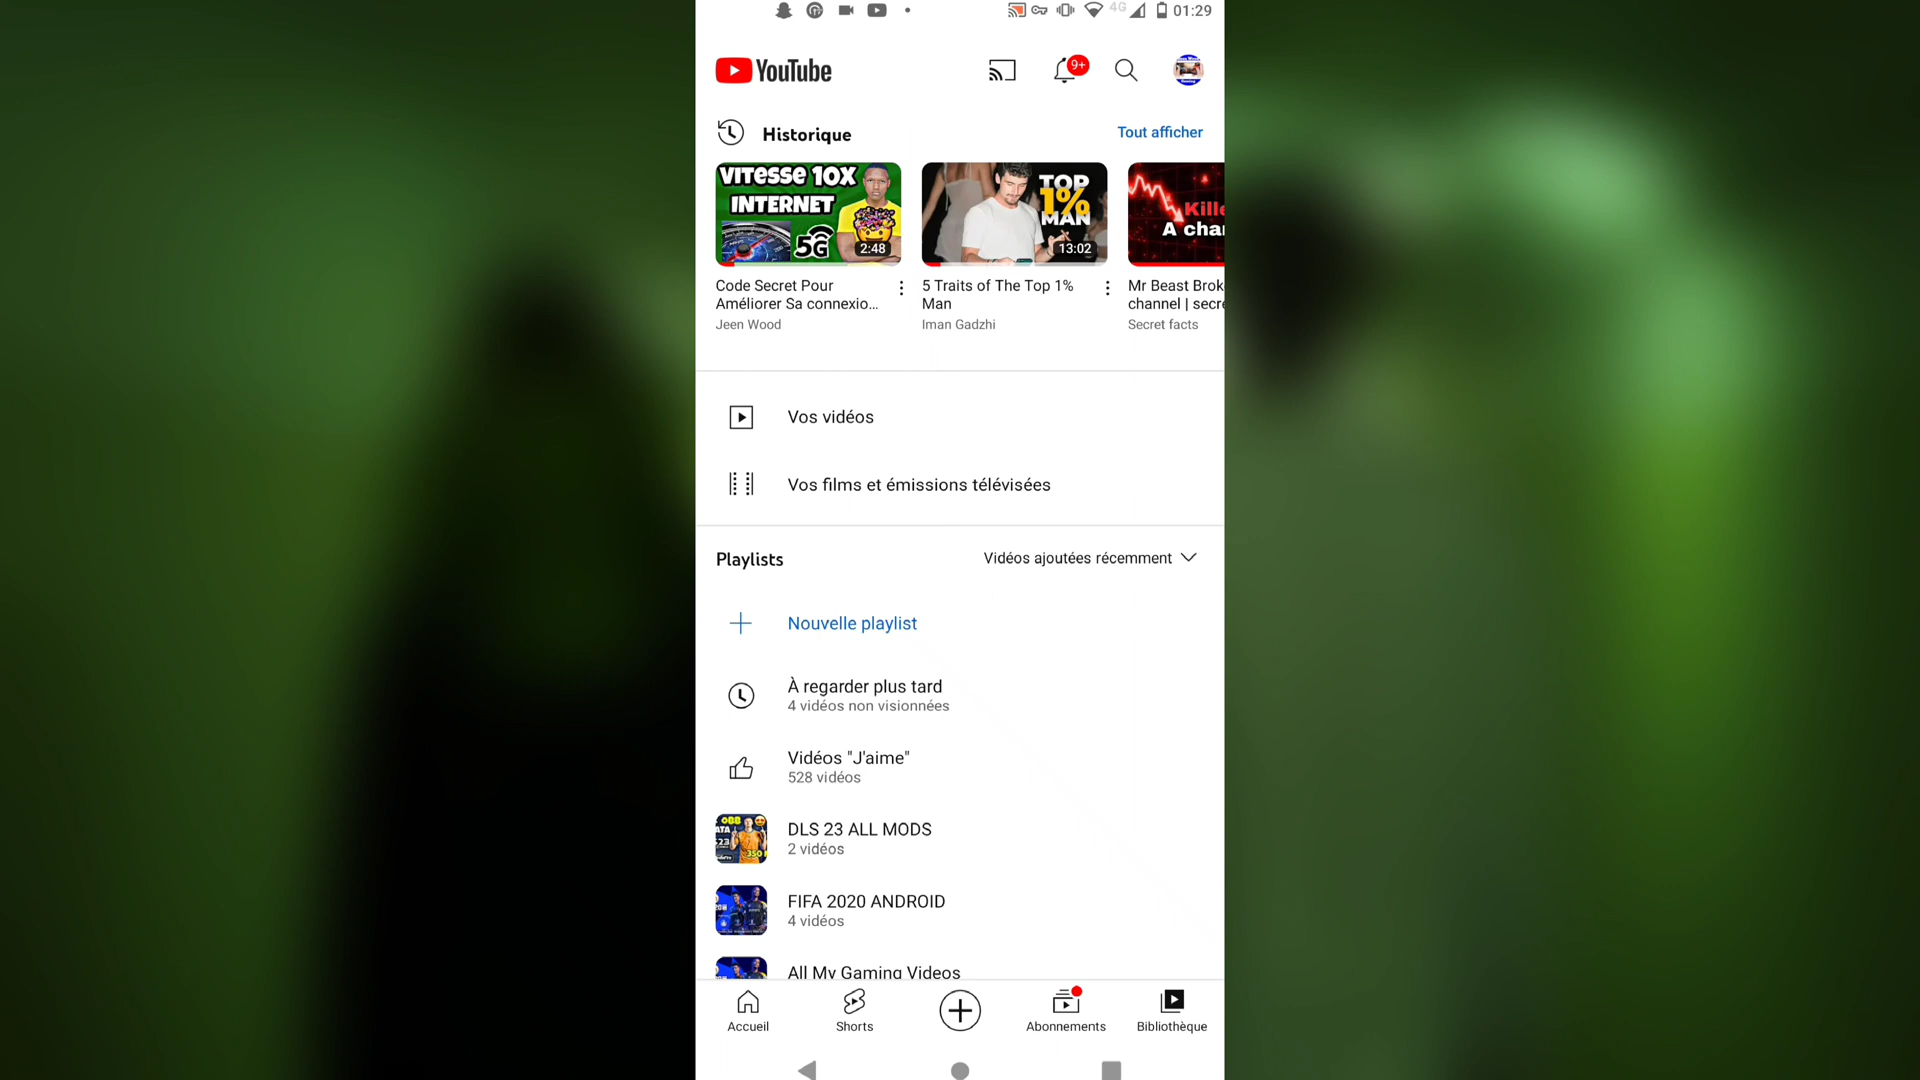 4G 01:29
YouTube
9+
Historique
Tout afficher
VITESSE 10X
INTERNET
5G
2:48
TOP
1%
MAN
13:02
Kille
A chan
Code Secret Pour
Améliorer Sa connexio...
Jeen Wood
5 Traits of The Top 1%
Man
Iman Gadzhi
Mr Beast Brok
channel | secre
Secret facts
Vos vidéos
Vos films et émissions télévisées
Playlists
Vidéos ajoutées récemment
Nouvelle playlist
À regarder plus tard
4 vidéos non visionnées
Vidéos "J'aime"
528 vidéos
OBB
DLS 23 ALL MODS
2 vidéos
FIFA 2020 ANDROID
4 vidéos
All My Gaming Videos
Accueil
Shorts
Abonnements
Bibliothèque